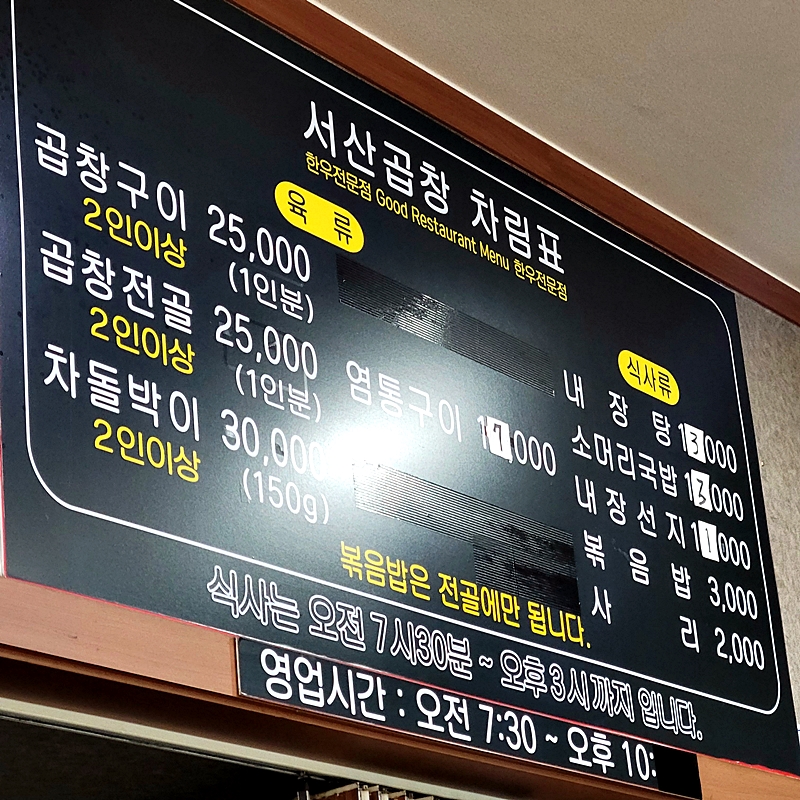 서산곱창 차림표
한우전문점 Good Restaurant Menu 한우전문점
육 류
곱창구이 25,000
2인이상 (1인분)
곱창전골 25,000
2인이상 (1인분)
차돌박이 30,000
2인이상 (150g)
염통구이 17,000
식사류
내 장 탕 13,000
소머리국밥 13,000
내장선지 11,000
볶 음 밥 3,000
사 리 2,000
볶음밥은 전골에만 됩니다.
식사는 오전 7시30분 ~ 오후 3시까지 입니다.
영업시간 : 오전 7:30 ~ 오후 10: